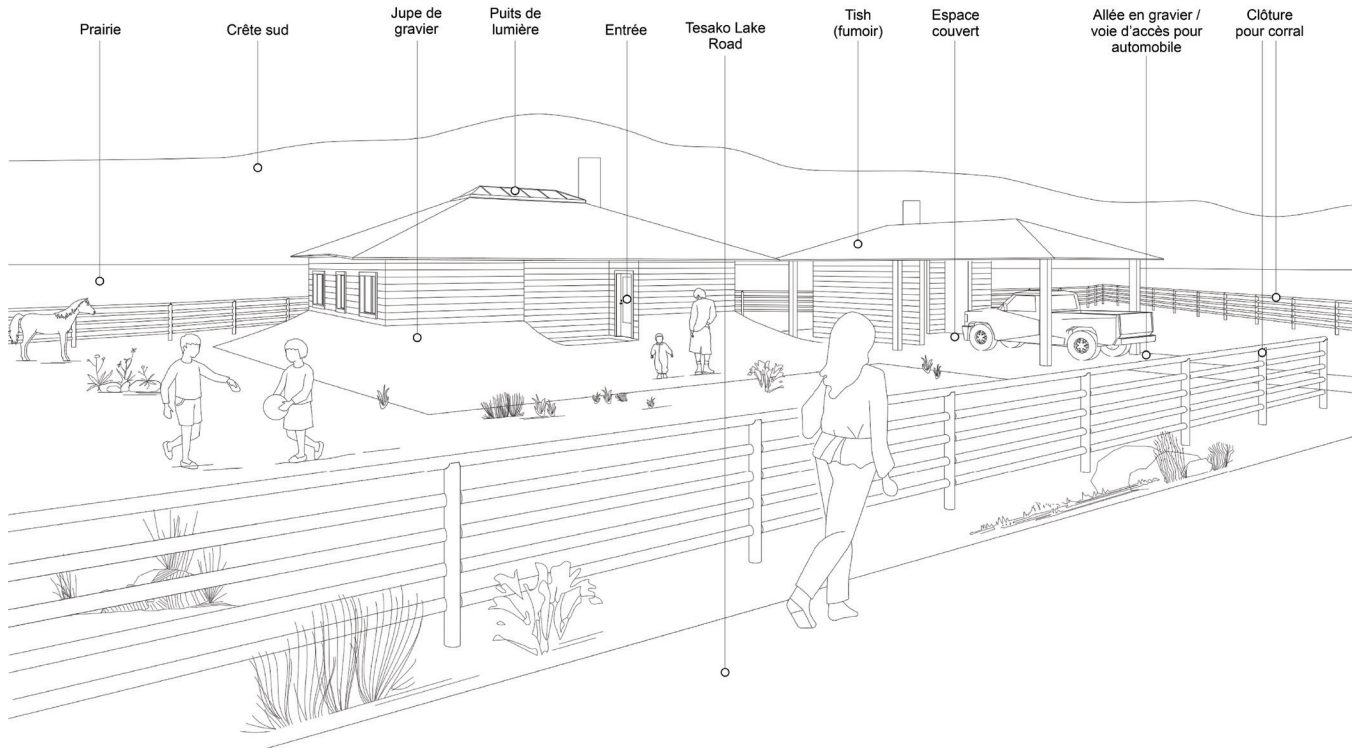 Prairie
Crête sud
Jupe de
gravier
Puits de
lumière
Entrée
Tesako Lake
Road
Tish
(fumoir)
Espace
couvert
Allée en gravier /
voie d'accès pour
automobile
Clôture
pour corral